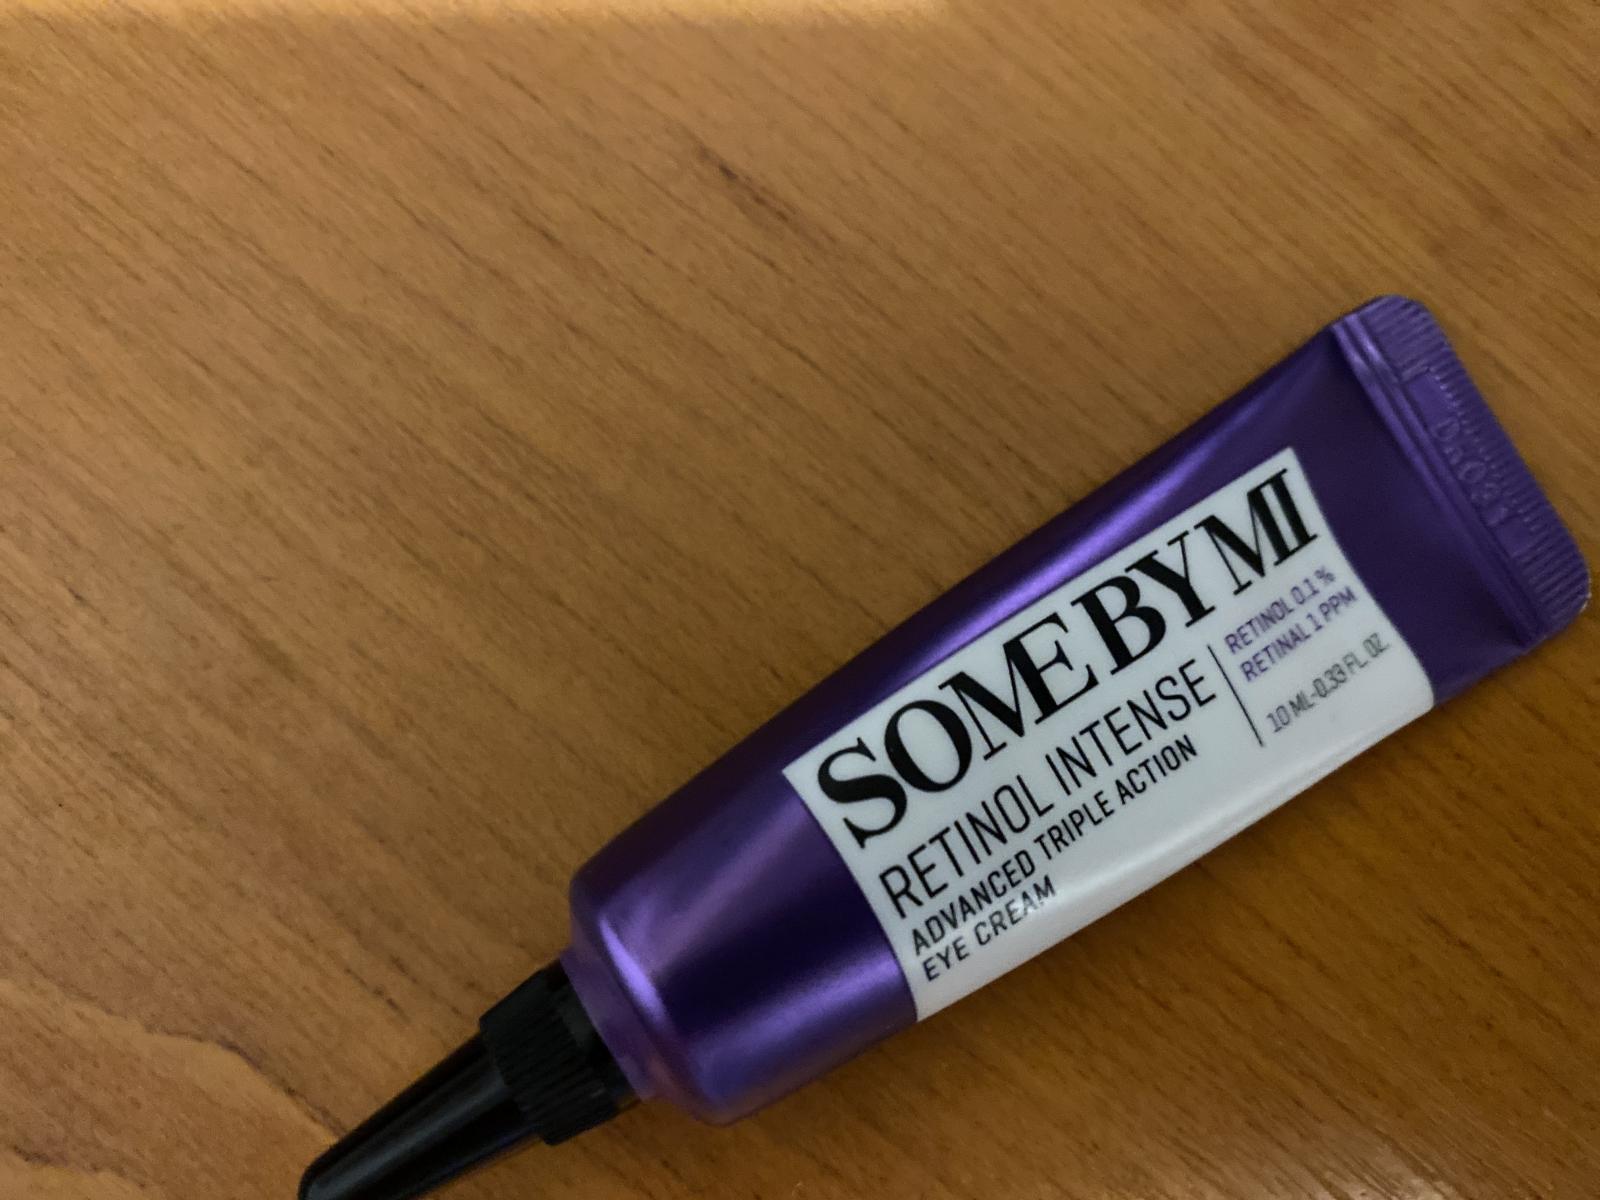 SOME BY MI
RETINOL INTENSE
ADVANCED TRIPLE ACTION
EYE CREAM
RETINOL 0.1 %
RETINAL 1 PPM
10 ML-0.33 FL. OZ.